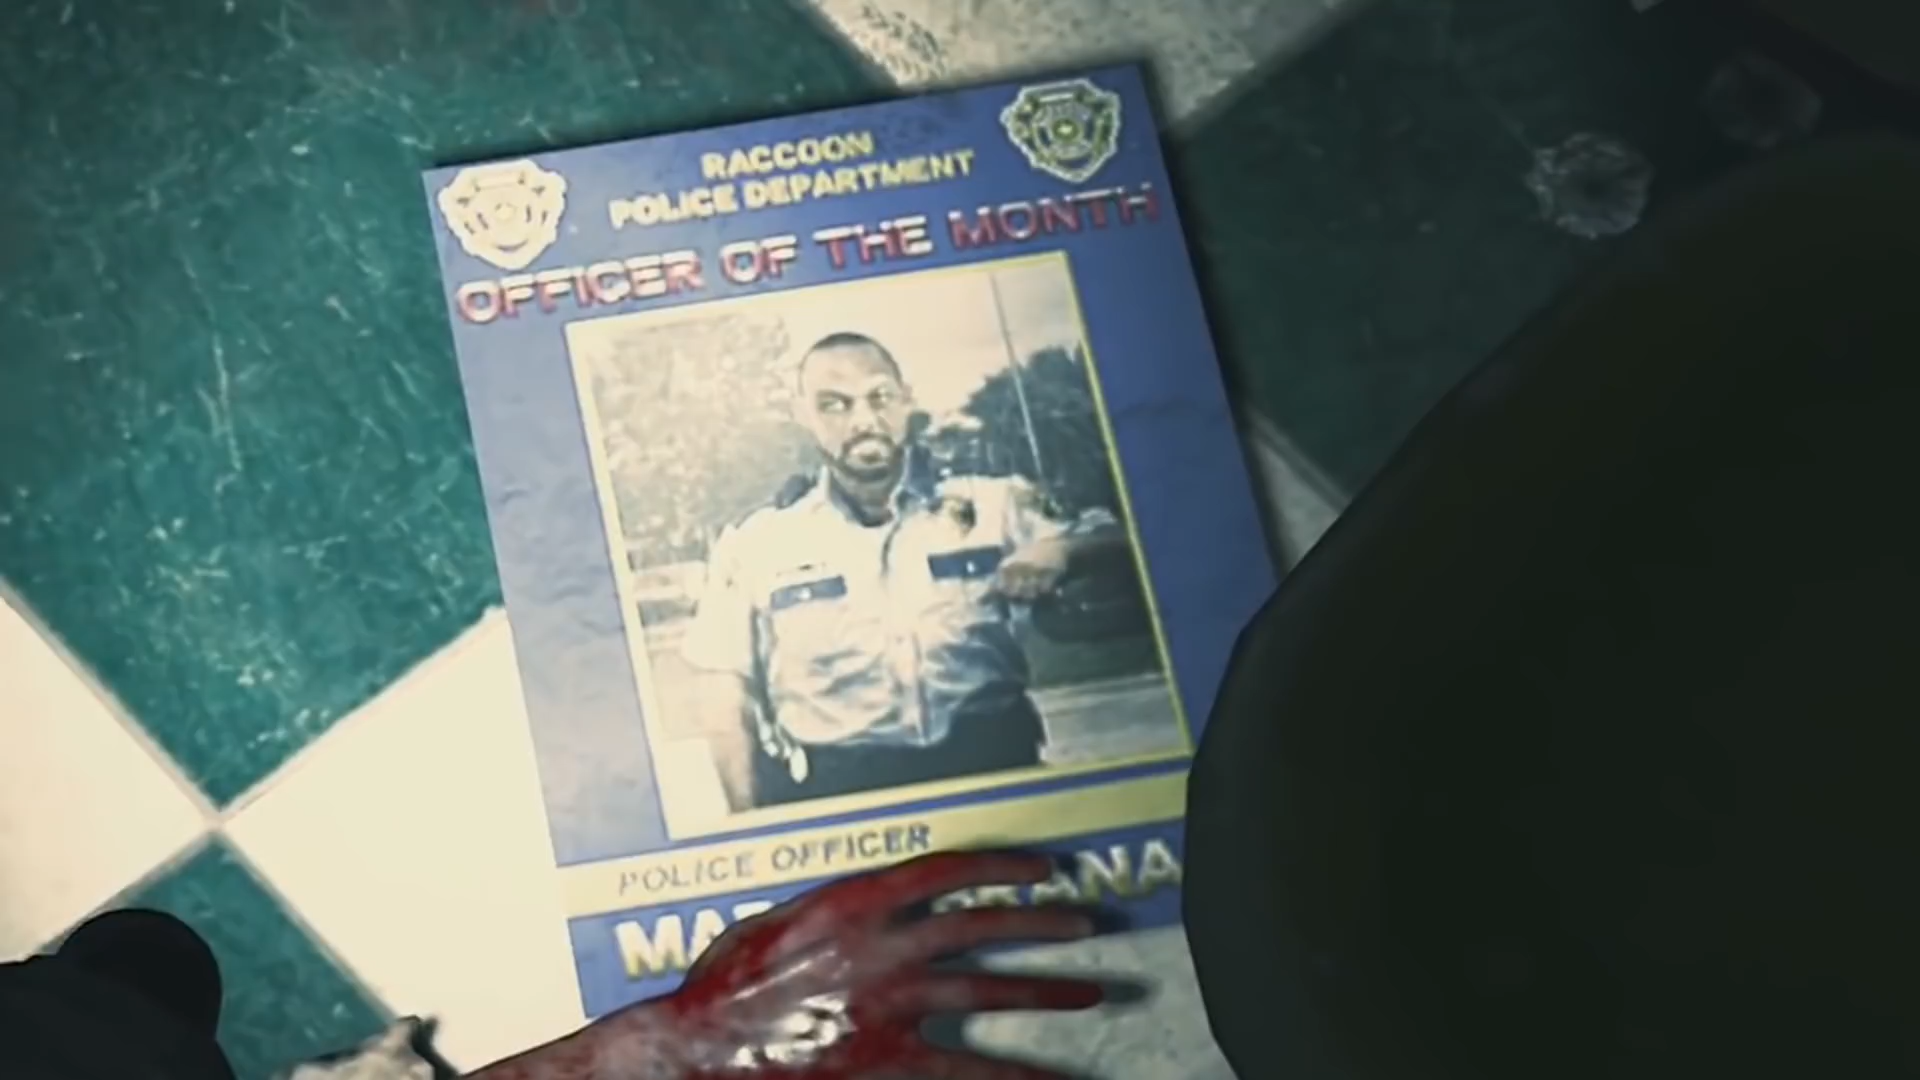 RACCOON
POLICE DEPARTMENT
OFFICER OF THE MONTH
POLICE OFFICER